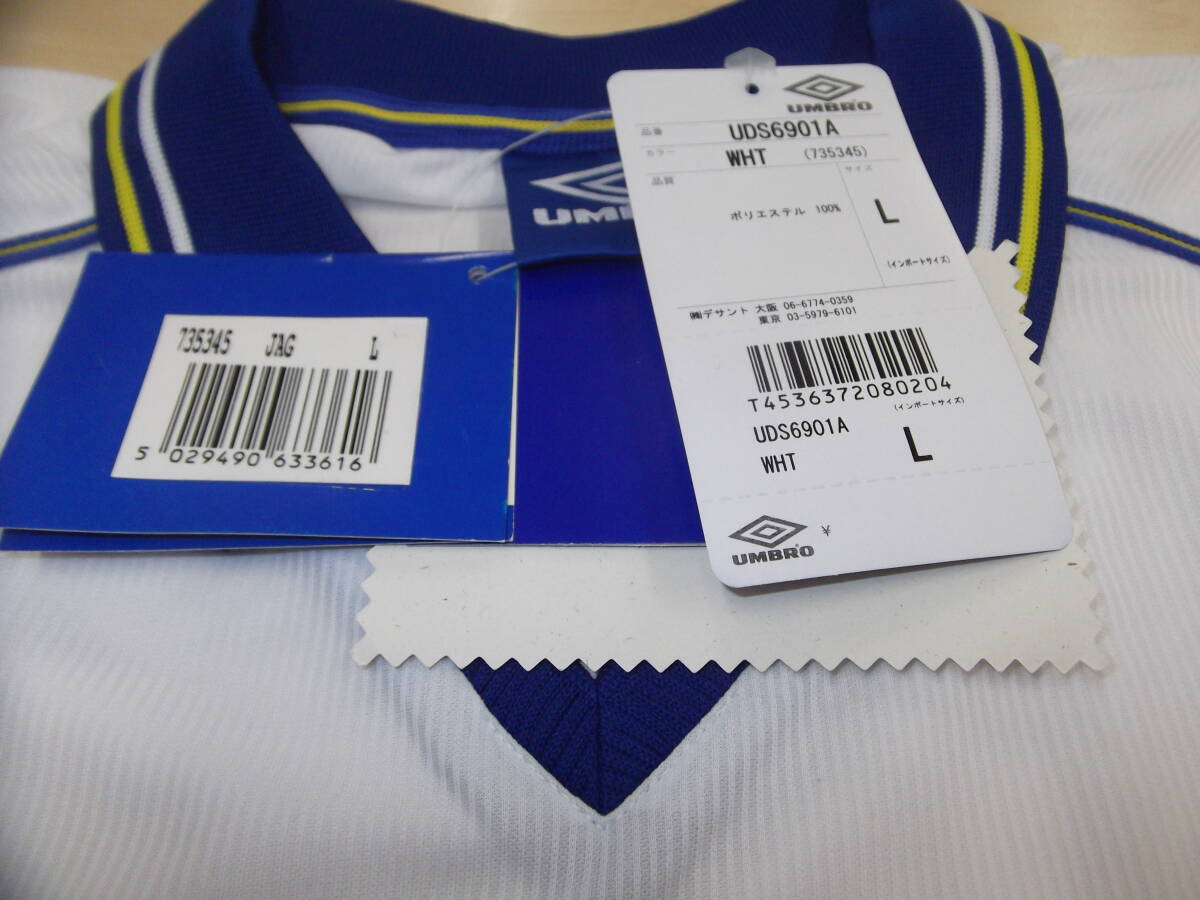 UMBRO
品番 UDS6901A
カラー WHT (735345)
品質
サイズ
ポリエステル 100%
L
(インポートサイズ)
㈱デサント 大阪 06-6774-0359
東京 03-5979-6101
T4536372080204
(インポートサイズ)
UDS6901A
WHT
L
UMBRO
¥
UMBRO
735345 JAG L
5 029490 633616